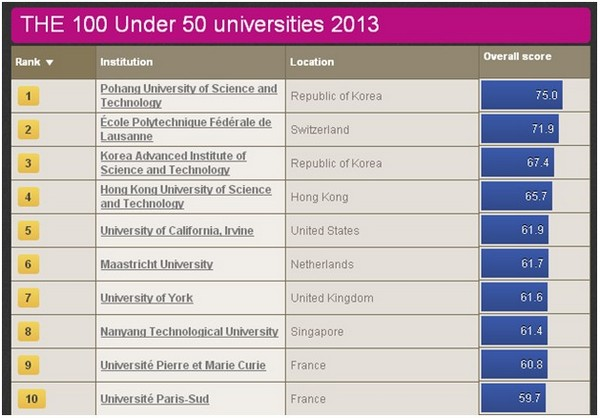 THE 100 Under 50 universities 2013
Rank ▼ Institution Location Overall score
1 Pohang University of Science and Technology Republic of Korea 75.0
2 École Polytechnique Fédérale de Lausanne Switzerland 71.9
3 Korea Advanced Institute of Science and Technology Republic of Korea 67.4
4 Hong Kong University of Science and Technology Hong Kong 65.7
5 University of California, Irvine United States 61.9
6 Maastricht University Netherlands 61.7
7 University of York United Kingdom 61.6
8 Nanyang Technological University Singapore 61.4
9 Université Pierre et Marie Curie France 60.8
10 Université Paris-Sud France 59.7